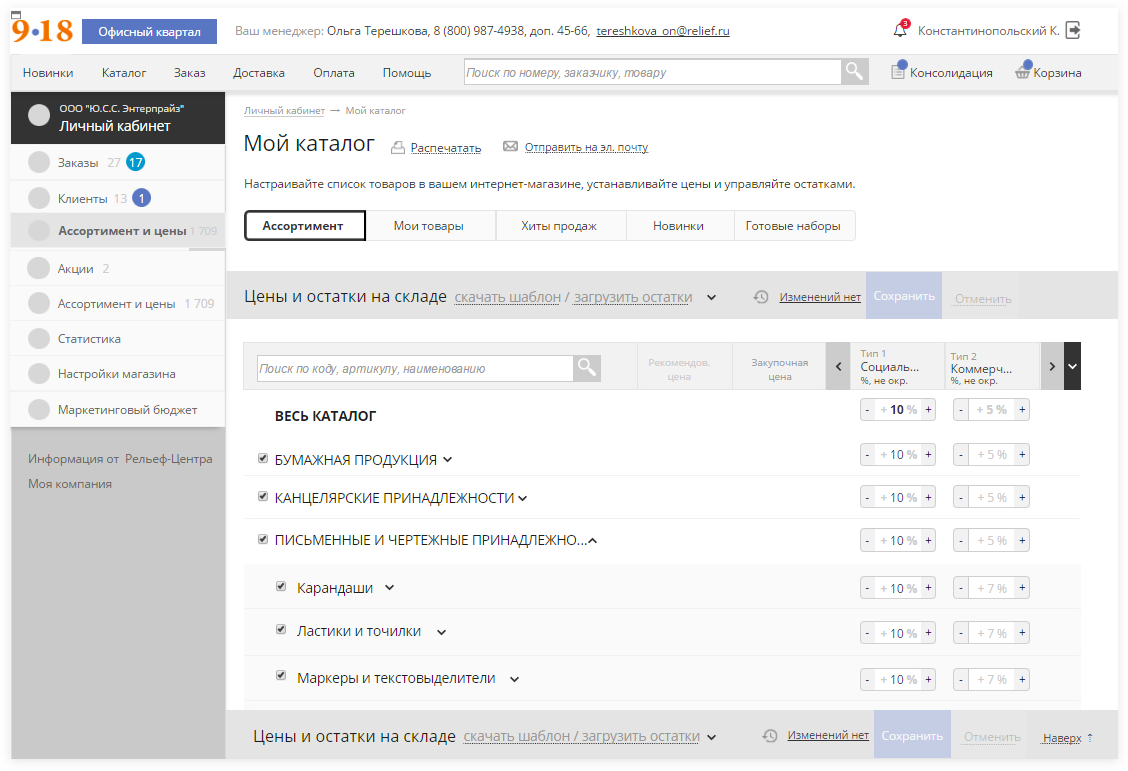 9•18
Офисный квартал
Ваш менеджер: Ольга Терешкова, 8 (800) 987-4938, доп. 45-66, tereshkova_on@relief.ru
3
Константинопольский К.
Новинки Каталог Заказ Доставка Оплата Помощь
Поиск по номеру, заказчику, товару
Консолидация
Корзина
ООО "Ю.С.С. Энтерпрайз"
Личный кабинет
Заказы 27 17
Клиенты 13 1
Ассортимент и цены 1 709
Акции 2
Ассортимент и цены 1 709
Статистика
Настройки магазина
Маркетинговый бюджет
Информация от Рельеф-Центра
Моя компания
Личный кабинет → Мой каталог
Мой каталог
Распечатать
Отправить на эл. почту
Настраивайте список товаров в вашем интернет-магазине, устанавливайте цены и управляйте остатками.
Ассортимент Мои товары Хиты продаж Новинки Готовые наборы
Цены и остатки на складе скачать шаблон / загрузить остатки
Изменений нет
Сохранить
Отменить
Поиск по коду, артикулу, наименованию
Рекомендов.
цена
Закупочная
цена
Тип 1
Социаль...
%, не окр.
Тип 2
Коммерч...
%, не окр.
ВЕСЬ КАТАЛОГ - + 10 % + - + 5 % +
БУМАЖНАЯ ПРОДУКЦИЯ - + 10 % + - + 5 % +
КАНЦЕЛЯРСКИЕ ПРИНАДЛЕЖНОСТИ - + 10 % + - + 5 % +
ПИСЬМЕННЫЕ И ЧЕРТЕЖНЫЕ ПРИНАДЛЕЖНО... - + 10 % + - + 5 % +
Карандаши - + 10 % + - + 7 % +
Ластики и точилки - + 10 % + - + 7 % +
Маркеры и текстовыделители - + 10 % + - + 7 % +
Цены и остатки на складе скачать шаблон / загрузить остатки
Изменений нет
Сохранить
Отменить
Наверх ↑